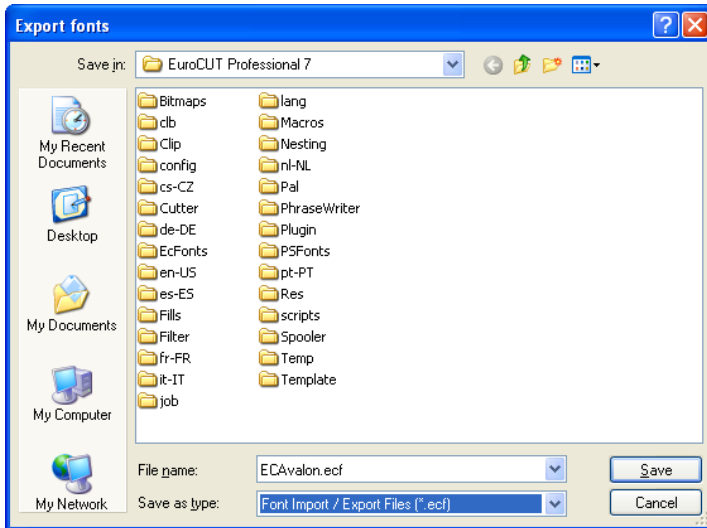 Export fonts
Save in: EuroCUT Professional 7
My Recent
Documents
Desktop
My Documents
My Computer
My Network
Bitmaps
clb
Clip
config
cs-CZ
Cutter
de-DE
EcFonts
en-US
es-ES
Fills
Filter
fr-FR
it-IT
job
lang
Macros
Nesting
nl-NL
Pal
PhraseWriter
Plugin
PSFonts
pt-PT
Res
scripts
Spooler
Temp
Template
File name: ECAvalon.ecf Save
Save as type: Font Import / Export Files (*.ecf) Cancel